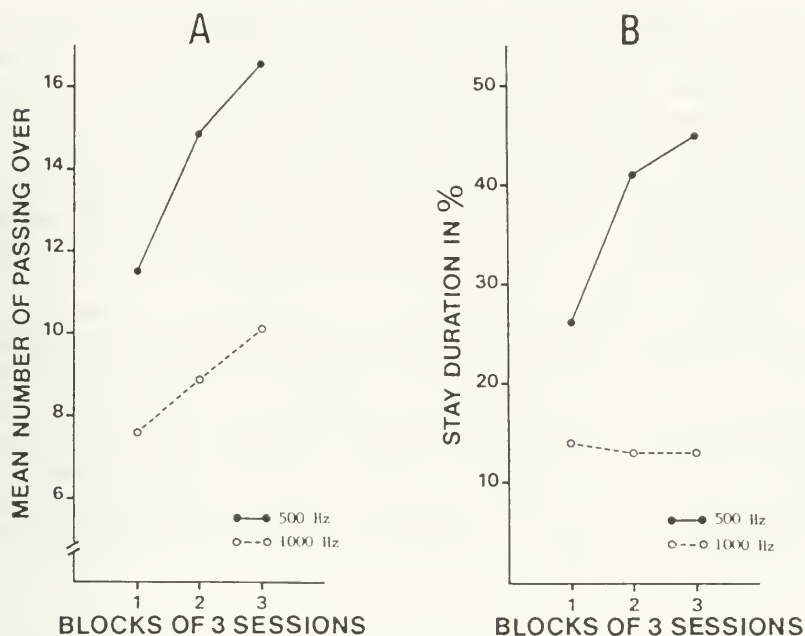 A
MEAN NUMBER OF PASSING OVER
16
14
12
10
8
6
500 Hz
1000 Hz
1
2
3
BLOCKS OF 3 SESSIONS
B
STAY DURATION IN %
50
40
30
20
10
500 Hz
1000 Hz
1
2
3
BLOCKS OF 3 SESSIONS